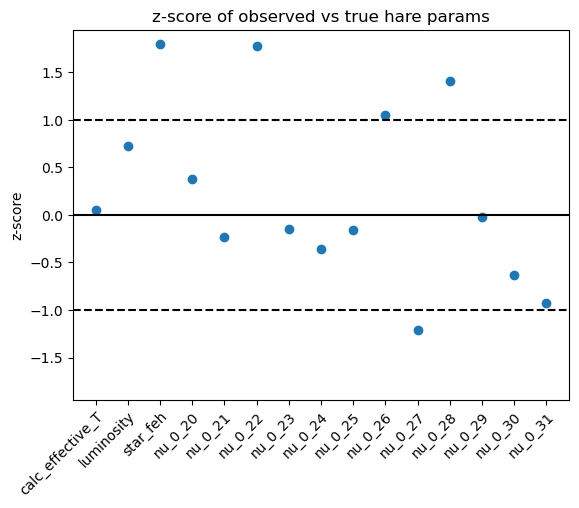 z-score of observed vs true hare params
z-score
1.5
1.0
0.5
0.0
−0.5
−1.0
−1.5
calc_effective_T
luminosity
star_feh
nu_0_20
nu_0_21
nu_0_22
nu_0_23
nu_0_24
nu_0_25
nu_0_26
nu_0_27
nu_0_28
nu_0_29
nu_0_30
nu_0_31